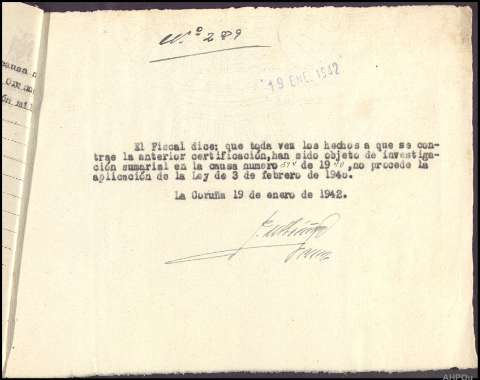 Nº 289
19 ENE. 1942
El Fiscal dice: que toda vez los hechos a que se con-
trae la anterior certificación, han sido objeto de investiga-
ción sumarial en la causa numero de 19 , no procede la
aplicación de la Ley de 3 de febrero de 1940.
La Coruña 19 de enero de 1942.
AHPOu